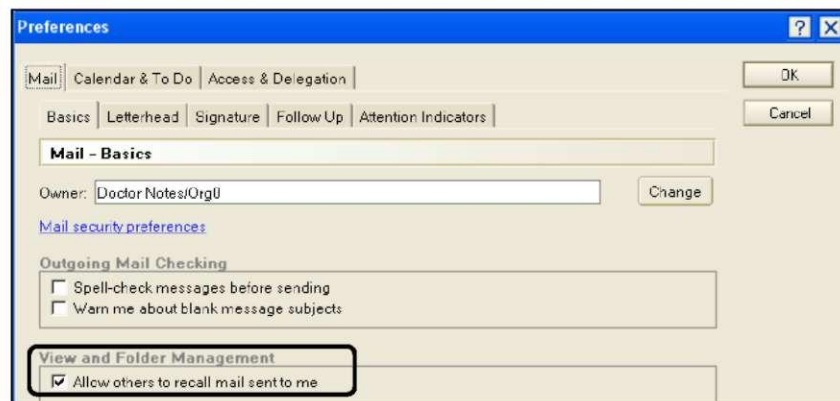 Preferences
Mail Calendar & To Do Access & Delegation
OK
Basics Letterhead Signature Follow Up Attention Indicators
Cancel
Mail - Basics
Owner: Doctor Notes/Org0 Change
Mail security preferences
Outgoing Mail Checking
Spell-check messages before sending
Warn me about blank message subjects
View and Folder Management
Allow others to recall mail sent to me